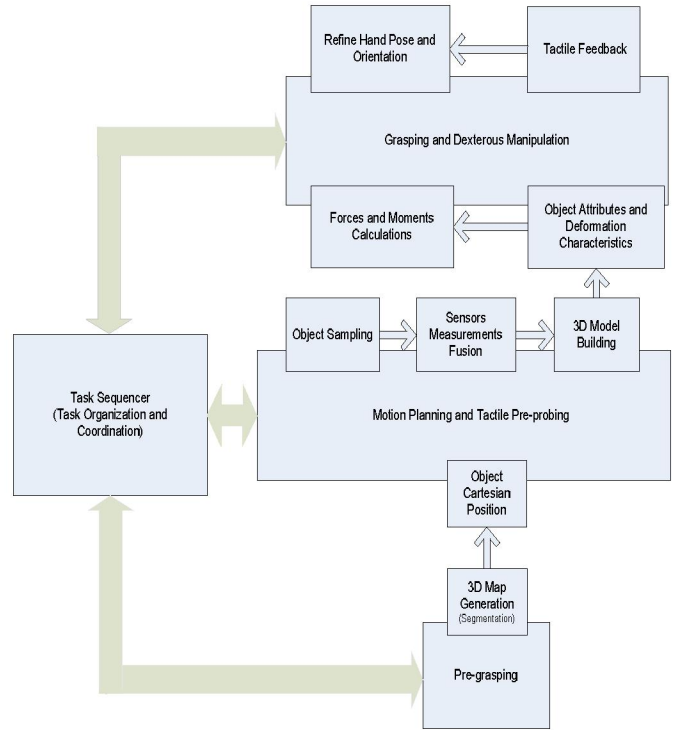 Refine Hand Pose and
Orientation
Tactile Feedback
Grasping and Dexterous Manipulation
Forces and Moments
Calculations
Object Attributes and
Deformation
Characteristics
Object Sampling
Sensors
Measurements
Fusion
3D Model
Building
Task Sequencer
(Task Organization and
Coordination)
Motion Planning and Tactile Pre-probing
Object
Cartesian
Position
3D Map
Generation
(Segmentation)
Pre-grasping